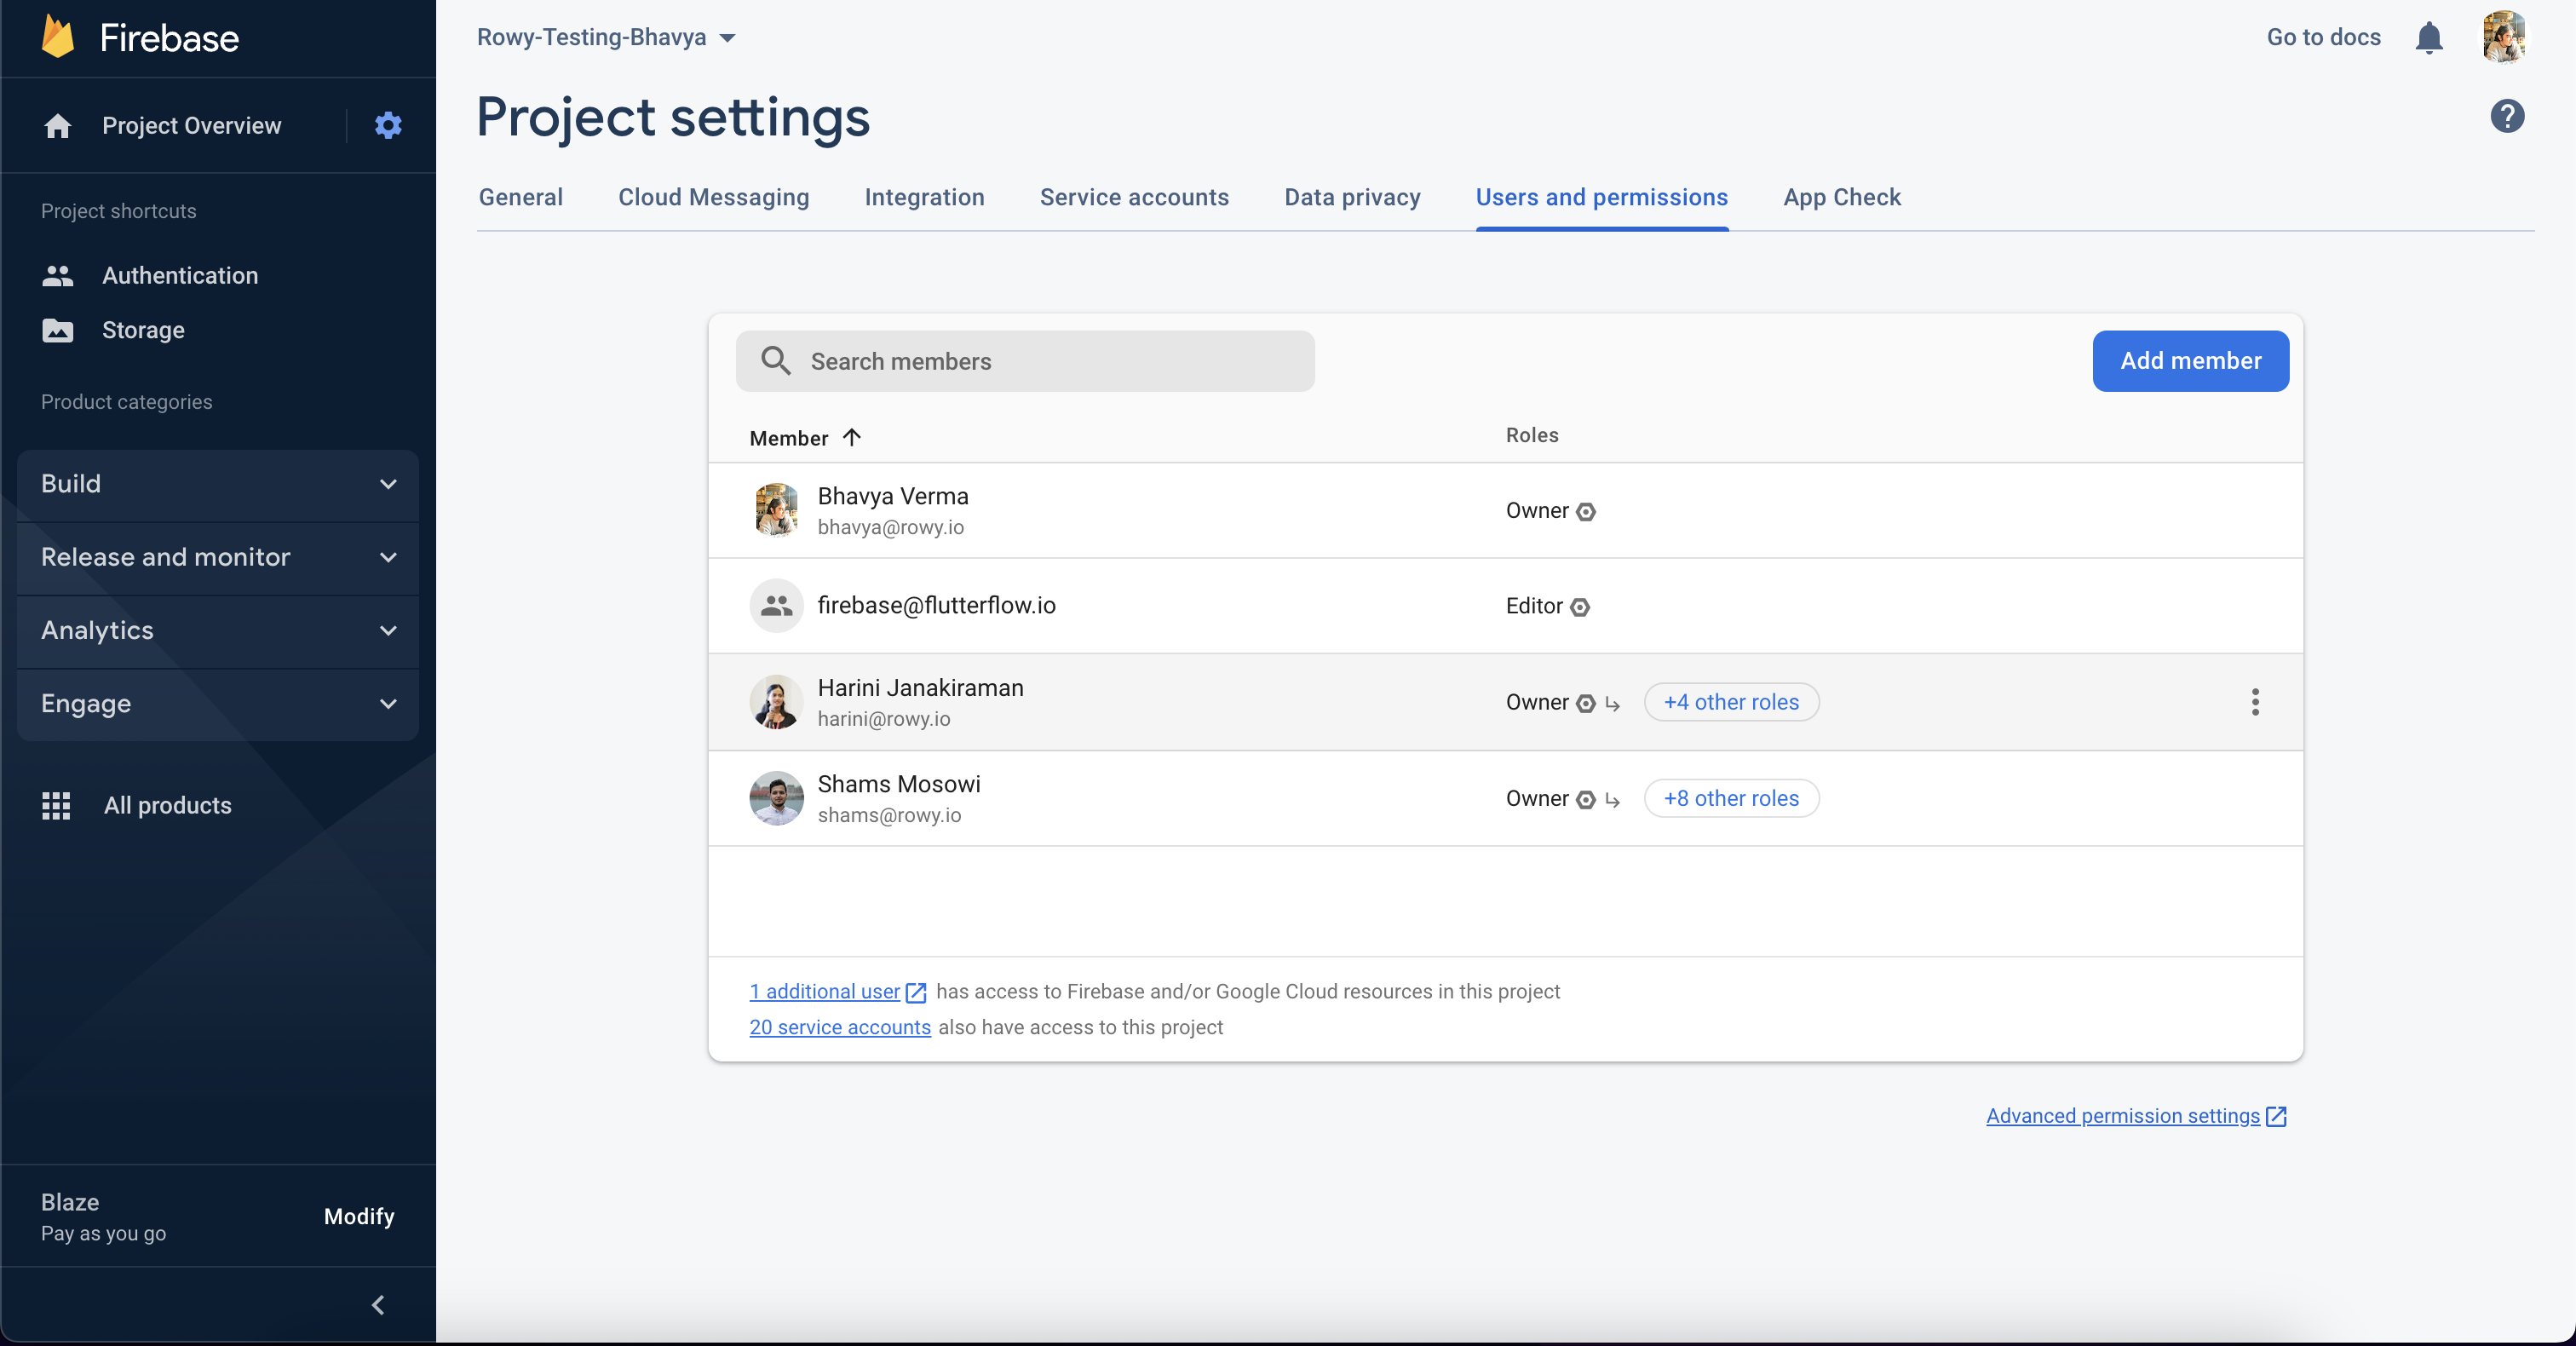 Firebase
Project Overview
Project shortcuts
Authentication
Storage
Product categories
Build
Release and monitor
Analytics
Engage
All products
Blaze
Pay as you go
Modify
Rowy-Testing-Bhavya
Go to docs
Project settings
?
General Cloud Messaging Integration Service accounts Data privacy Users and permissions App Check
Search members
Add member
Member Roles
Bhavya Verma
bhavya@rowy.io
Owner
firebase@flutterflow.io
Editor
Harini Janakiraman
harini@rowy.io
Owner +4 other roles
Shams Mosowi
shams@rowy.io
Owner +8 other roles
1 additional user has access to Firebase and/or Google Cloud resources in this project
20 service accounts also have access to this project
Advanced permission settings